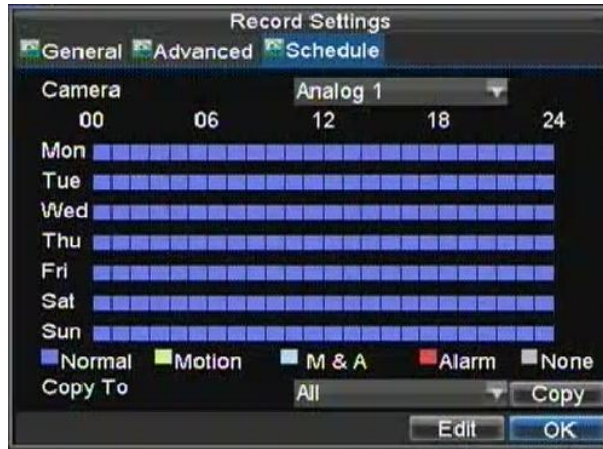 Record Settings
General Advanced Schedule
Camera Analog 1
00 06 12 18 24
Mon
Tue
Wed
Thu
Fri
Sat
Sun
Normal Motion M & A Alarm None
Copy To All Copy
Edit OK